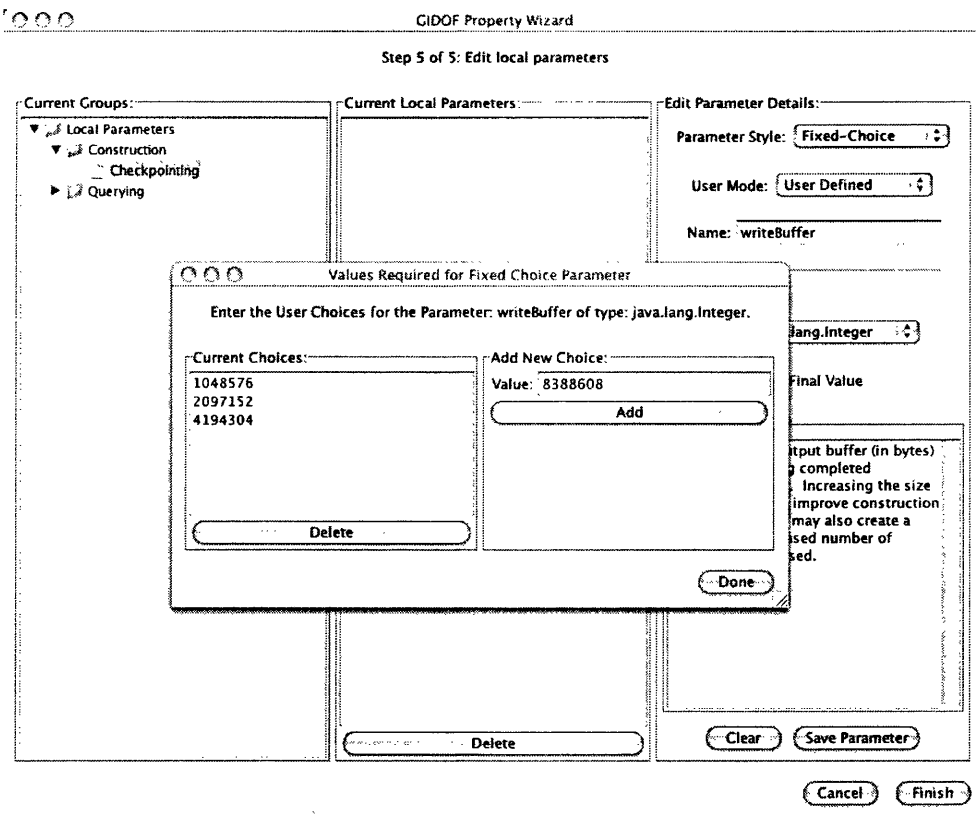 GIDOF Property Wizard
Step 5 of 5: Edit local parameters
Current Groups:
Local Parameters
Construction
Checkpointing
Querying
Current Local Parameters:
Delete
Edit Parameter Details:
Parameter Style: Fixed-Choice
User Mode: User Defined
Name: writeBuffer
lang.Integer
Final Value
tput buffer (in bytes)
completed
. Increasing the size
improve construction
may also create a
sed number of
sed.
Clear Save Parameter
Cancel Finish
Values Required for Fixed Choice Parameter
Enter the User Choices for the Parameter: writeBuffer of type: java.lang.Integer.
Current Choices:
1048576
2097152
4194304
Delete
Add New Choice:
Value: 8388608
Add
Done